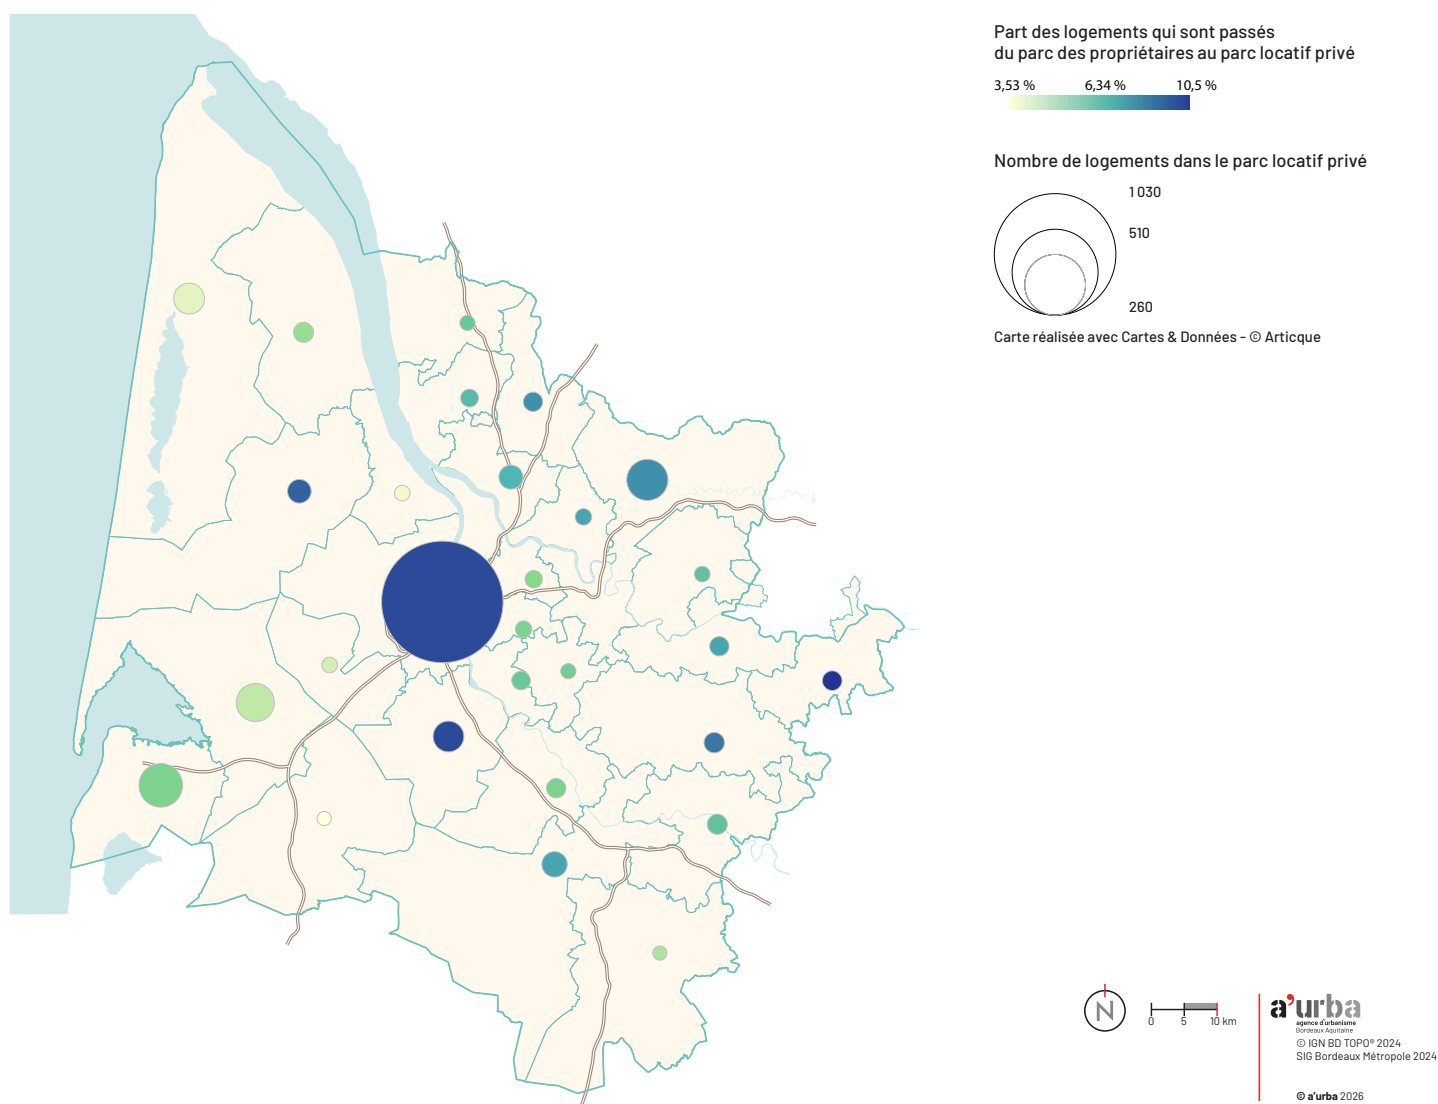 Part des logements qui sont passés
du parc des propriétaires au parc locatif privé
3,53 % 6,34 % 10,5 %
Nombre de logements dans le parc locatif privé
1 030
510
260
Carte réalisée avec Cartes & Données - © Articque
N
0 5 10 km
a'urba
agence d'urbanisme
Bordeaux Aquitaine
© IGN BD TOPO® 2024
SIG Bordeaux Métropole 2024
© a'urba 2026